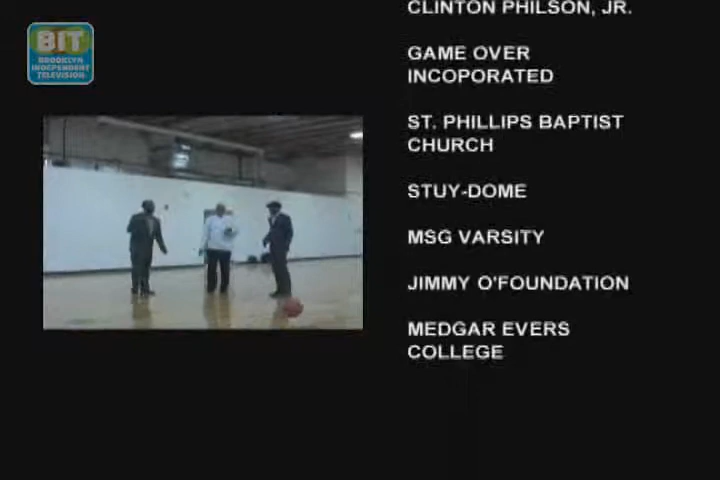 BIT
BROOKLYN
INDEPENDENT
TELEVISION
CLINTON PHILSON, JR.
GAME OVER
INCOPORATED
ST. PHILLIPS BAPTIST
CHURCH
STUY-DOME
MSG VARSITY
JIMMY O'FOUNDATION
MEDGAR EVERS
COLLEGE